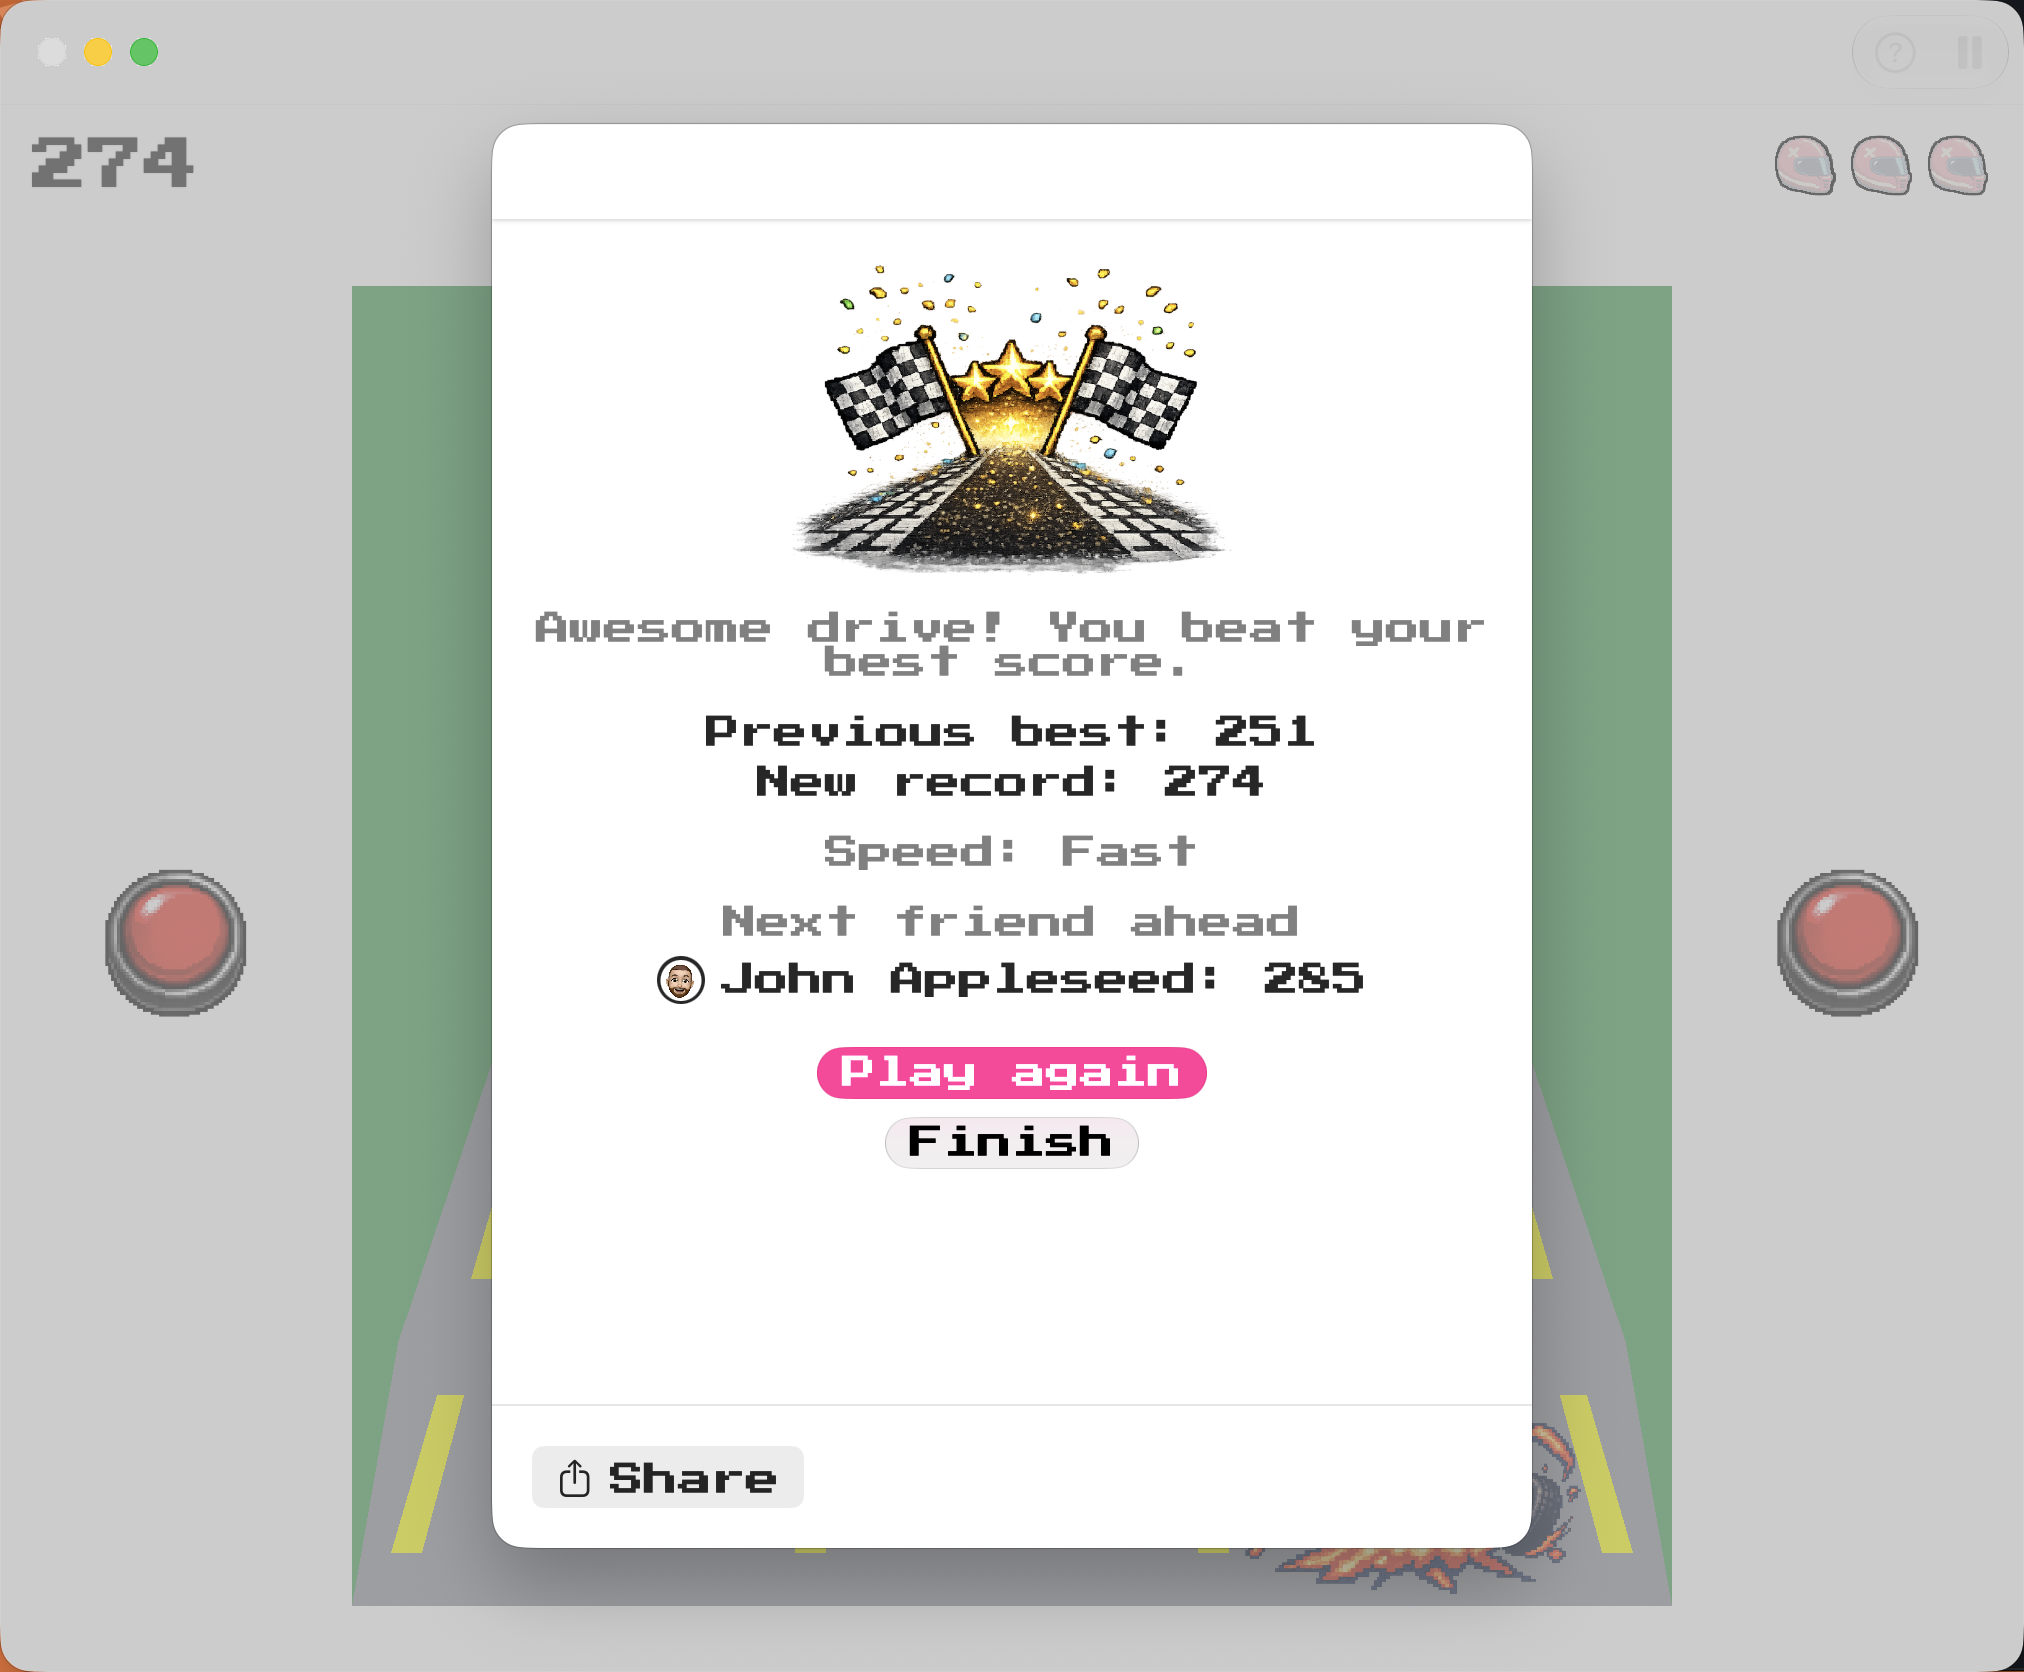 274
Awesome drive! You beat your
best score.
Previous best: 251
New record: 274
Speed: Fast
Next friend ahead
John Appleseed: 285
Play again
Finish
Share